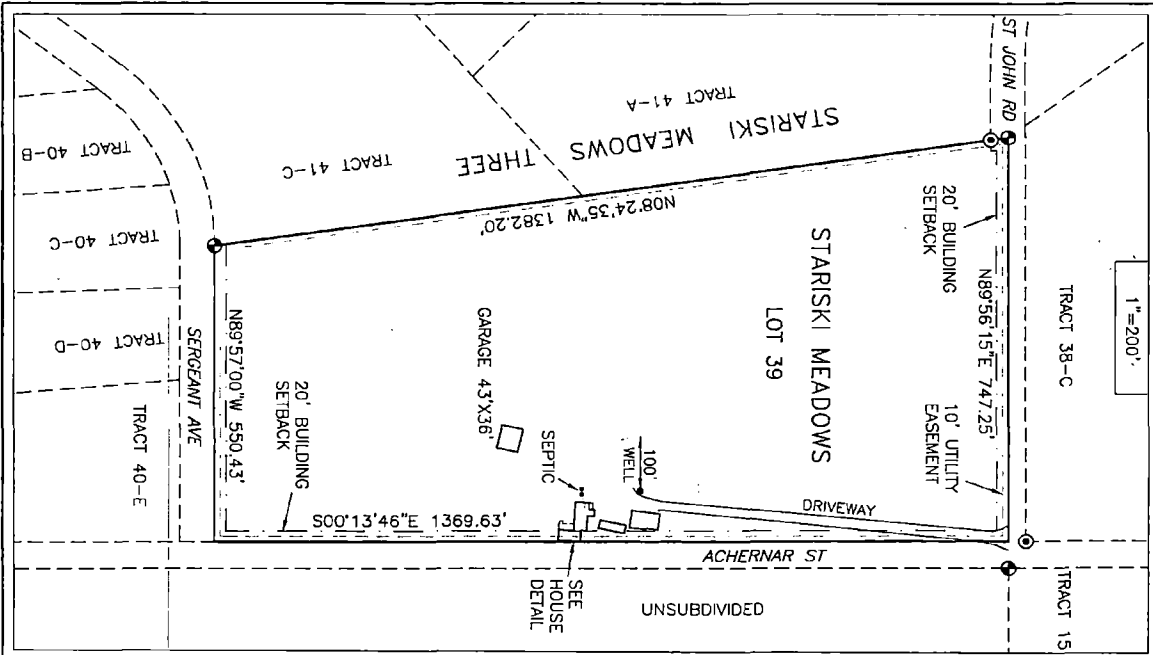 1"=200'
ST JOHN RD
TRACT 38-C
TRACT 15
TRACT 41-A
STARISKI MEADOWS THREE
TRACT 41-C
TRACT 40-B
TRACT 40-C
TRACT 40-D
TRACT 40-E
SERGEANT AVE
N08°24'35"W 1382.20'
N89°56'15"E 747.25'
20' BUILDING
SETBACK
10' UTILITY
EASEMENT
STARISKI MEADOWS
LOT 39
GARAGE 43'X36'
SEPTIC
100'
WELL
DRIVEWAY
N89°57'00"W 550.43'
20' BUILDING
SETBACK
S00°13'46"E 1369.63'
ACHERNAR ST
SEE
HOUSE
DETAIL
UNSUBDIVIDED